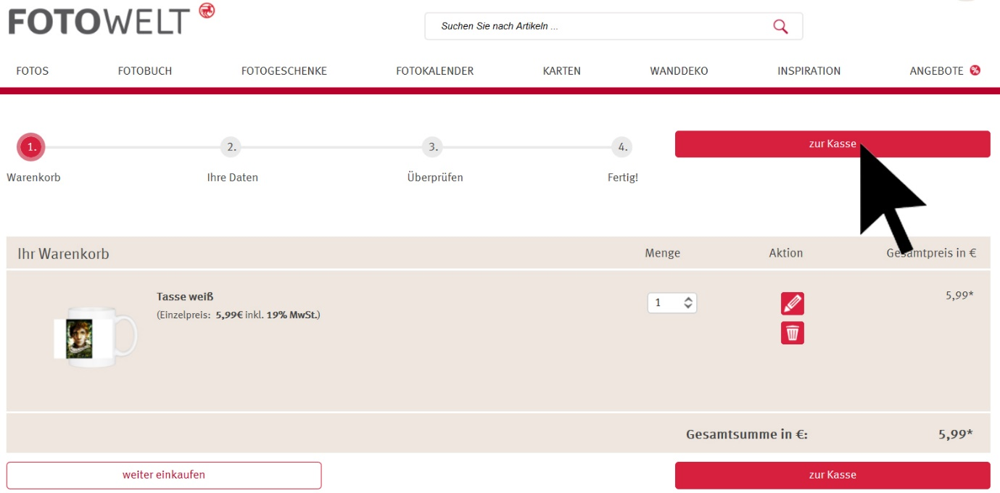 FOTOWELT
Suchen Sie nach Artikeln ...
FOTOS FOTOBUCH FOTOGESCHENKE FOTOKALENDER KARTEN WANDDEKO INSPIRATION ANGEBOTE %
1. 2. 3. 4. zur Kasse
Warenkorb Ihre Daten Überprüfen Fertig!
Ihr Warenkorb Menge Aktion Gesamtpreis in €
Tasse weiß 1 5,99*
(Einzelpreis: 5,99€ inkl. 19% MwSt.)
Gesamtsumme in €: 5,99*
weiter einkaufen zur Kasse